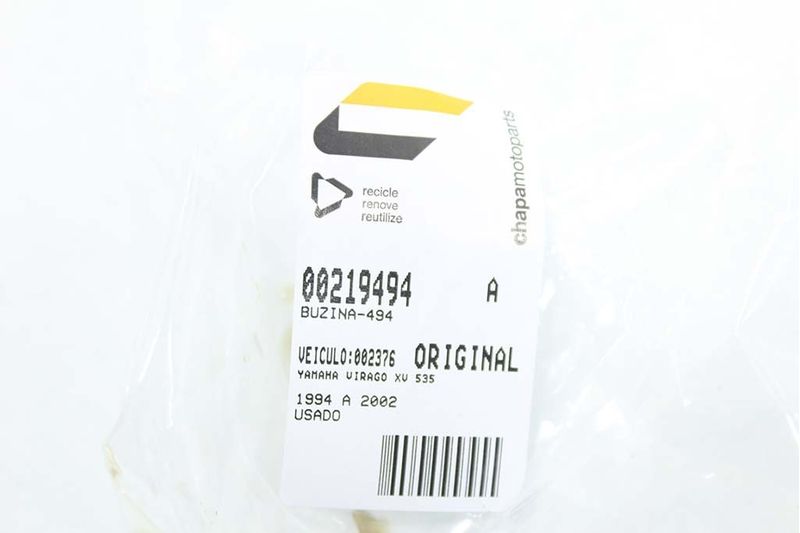 chapamotoparts
recicle
renove
reutilize
00219494 A
BUZINA-494
VEICULO:002376 ORIGINAL
YAMAHA VIRAGO XV 535
1994 A 2002
USADO